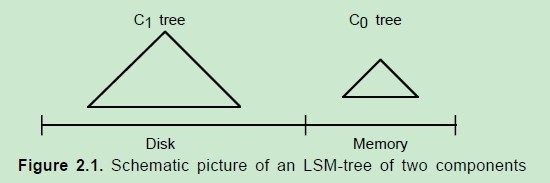 C1 tree
C0 tree
Disk
Memory
Figure 2.1. Schematic picture of an LSM-tree of two components